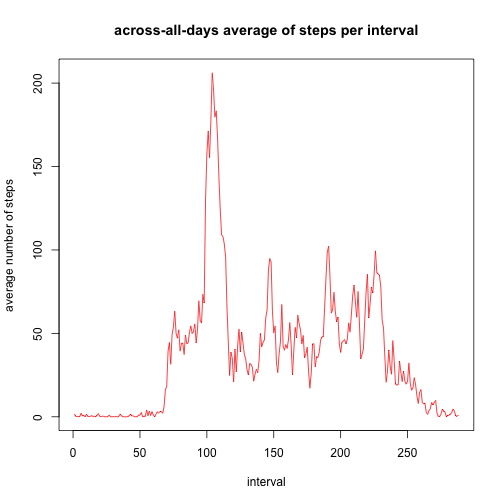 across-all-days average of steps per interval
average number of steps
200
150
100
50
0
0 50 100 150 200 250
interval